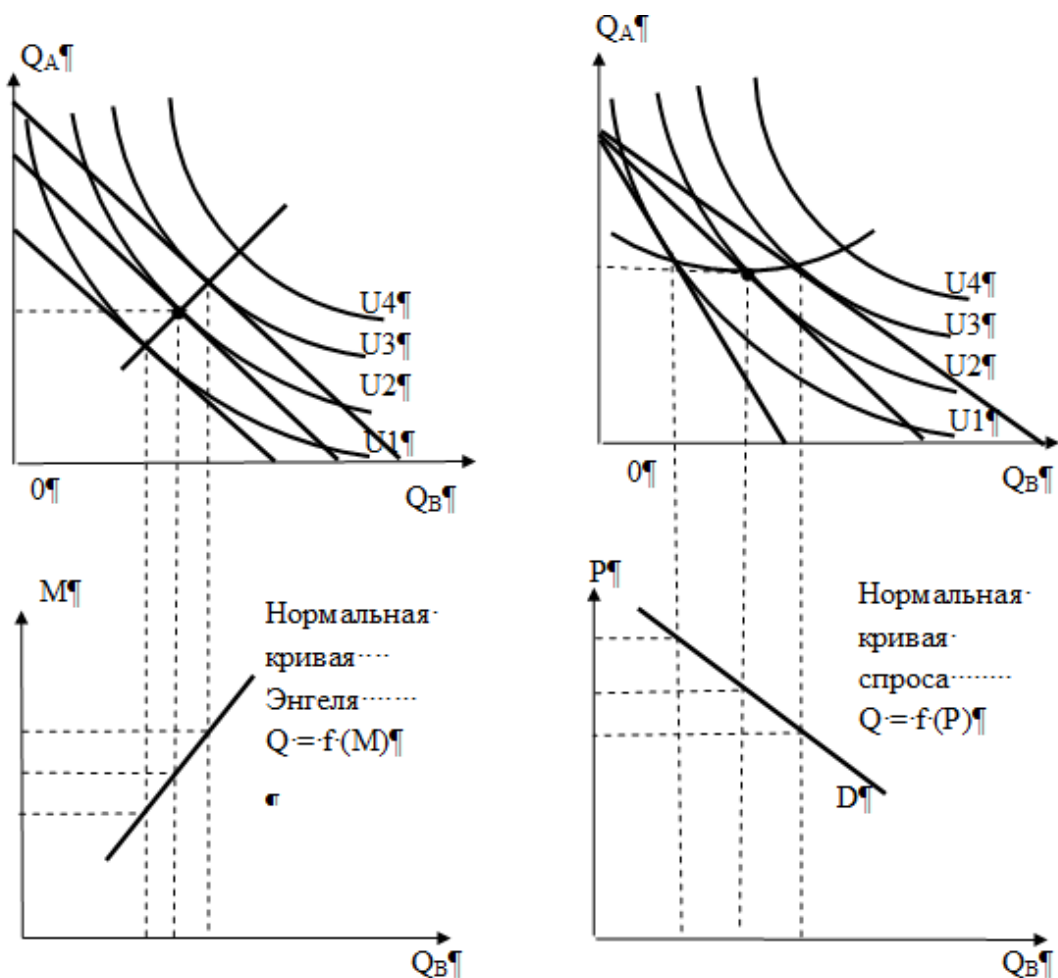 QA¶
U4¶
U3¶
U2¶
U1¶
0¶
QB¶
QA¶
U4¶
U3¶
U2¶
U1¶
0¶
QB¶
M¶
Нормальная·
кривая····
Энгеля·······
Q·=·f·(M)¶
¶
QB¶
P¶
Нормальная·
кривая·
спроса········
Q·=·f·(P)¶
D¶
QB¶